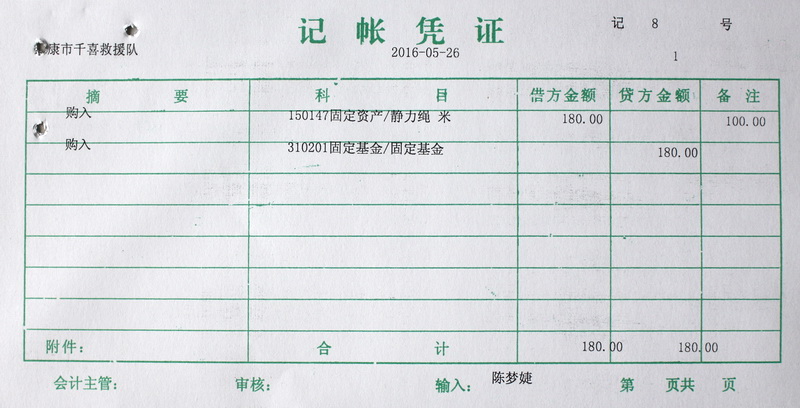 记帐凭证
记 8 号
康市千喜救援队
2016-05-26
1
摘要 科目 借方金额 贷方金额 备注
购入 150147固定资产/静力绳 米 180.00 100.00
购入 310201固定基金/固定基金 180.00
附件： 合计 180.00 180.00
会计主管： 审核： 输入： 陈梦婕 第 页共 页